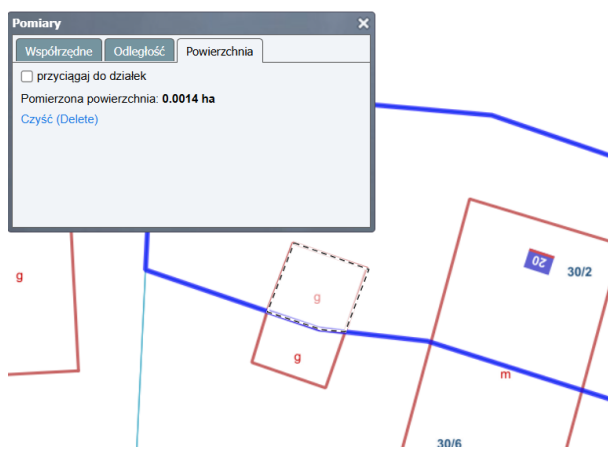 Pomiary
Współrzędne Odległość Powierzchnia
przyciągaj do działek
Pomierzona powierzchnia: 0.0014 ha
Czyść (Delete)
g
g
20
30/2
g
m
30/6